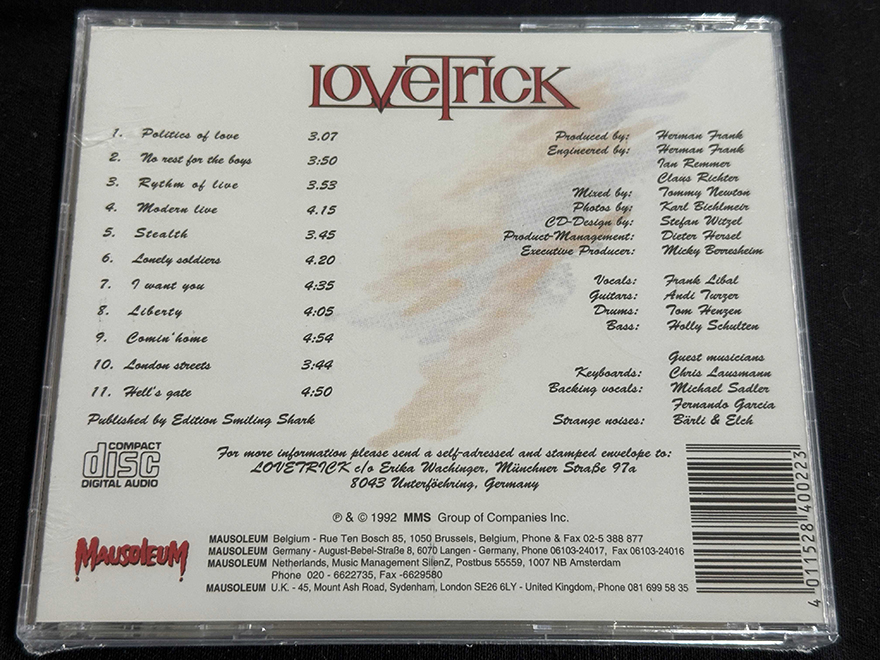 LOVETRICK
1. Politics of love 3.07
2. No rest for the boys 3:50
3. Rythm of live 3.53
4. Modern live 4.15
5. Stealth 3.45
6. Lonely soldiers 4.20
7. I want you 4:35
8. Liberty 4:05
9. Comin' home 4:54
10. London streets 3:44
11. Hell's gate 4:50
Published by Edition Smiling Shark
Produced by: Herman Frank
Engineered by: Herman Frank
Ian Remmer
Claus Richter
Mixed by: Tommy Newton
Photos by: Karl Bichlmeir
CD-Design by: Stefan Witzel
Product-Management: Dieter Hersel
Executive Producer: Micky Berresheim
Vocals: Frank Libal
Guitars: Andi Turzer
Drums: Tom Henzen
Bass: Holly Schulten
Guest musicians
Keyboards: Chris Lausmann
Backing vocals: Michael Sadler
Fernando Garcia
Strange noises: Bärli & Elch
COMPACT
disc
DIGITAL AUDIO
For more information please send a self-adressed and stamped envelope to:
LOVETRICK c/o Erika Wachinger, Münchner Straße 97a
8043 Unterföehring, Germany
℗ & © 1992 MMS Group of Companies Inc.
MAUSOLEUM
MAUSOLEUM Belgium - Rue Ten Bosch 85, 1050 Brussels, Belgium, Phone & Fax 02-5 388 877
MAUSOLEUM Germany - August-Bebel-Straße 8, 6070 Langen - Germany, Phone 06103-24017, Fax 06103-24016
MAUSOLEUM Netherlands, Music Management SilenZ, Postbus 55559, 1007 NB Amsterdam
Phone 020 - 6622735, Fax -6629580
MAUSOLEUM U.K. - 45, Mount Ash Road, Sydenham, London SE26 6LY - United Kingdom, Phone 081 699 58 35
4 011528 400223